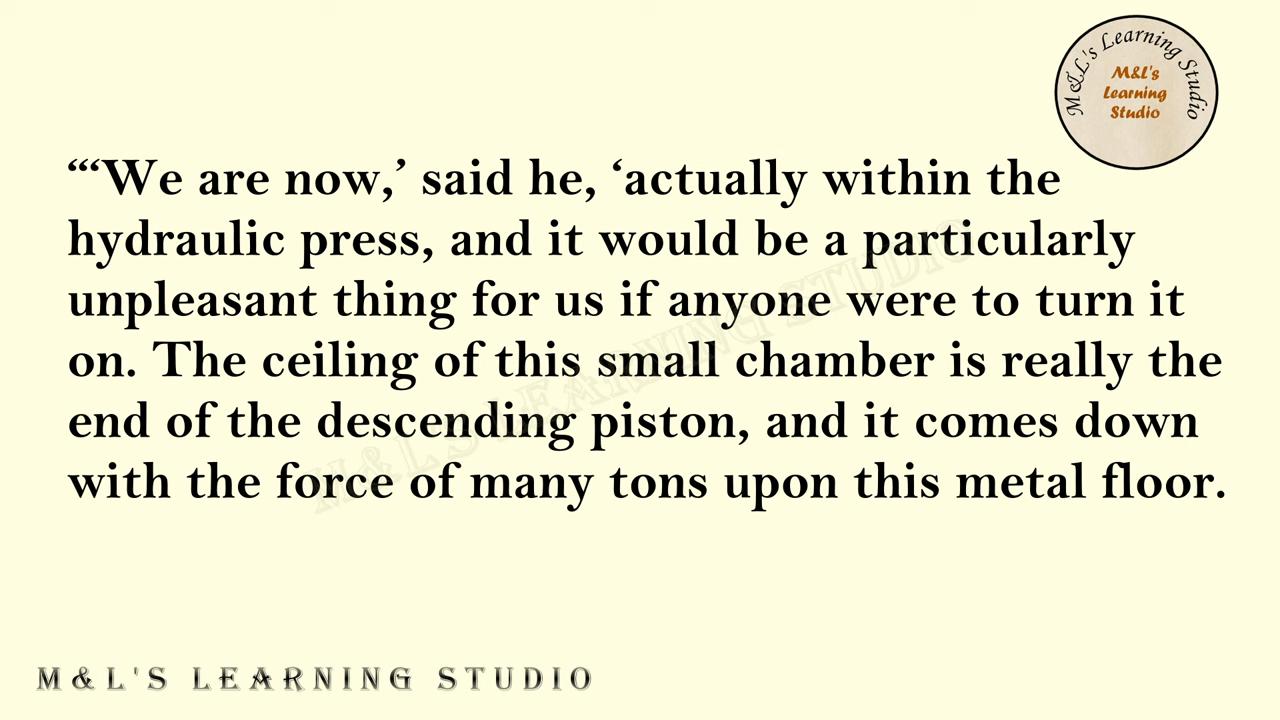 M&L's Learning Studio
M&L's
Learning
Studio
“‘We are now,’ said he, ‘actually within the
hydraulic press, and it would be a particularly
unpleasant thing for us if anyone were to turn it
on. The ceiling of this small chamber is really the
end of the descending piston, and it comes down
with the force of many tons upon this metal floor.
M&L'S LEARNING STUDIO
M&L'S LEARNING STUDIO